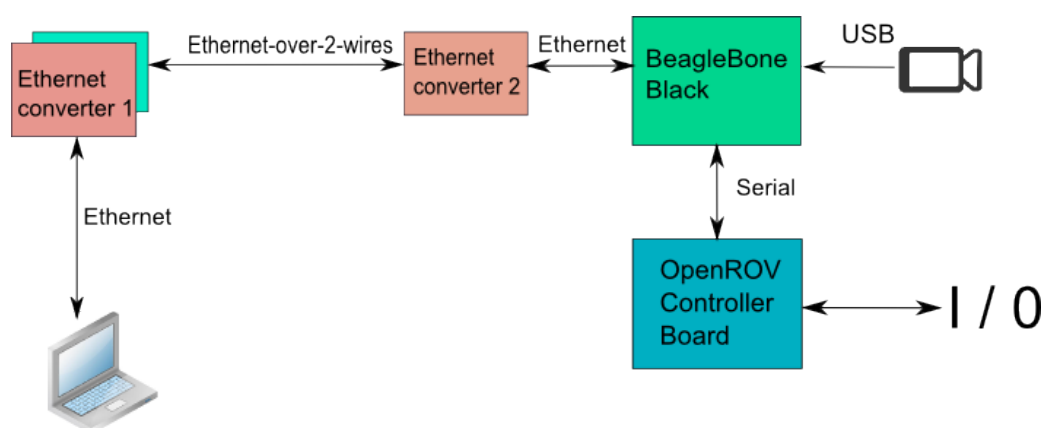 Ethernet-over-2-wires
Ethernet
converter 1
Ethernet
converter 2
Ethernet
BeagleBone
Black
USB
Ethernet
Serial
OpenROV
Controller
Board
I / 0